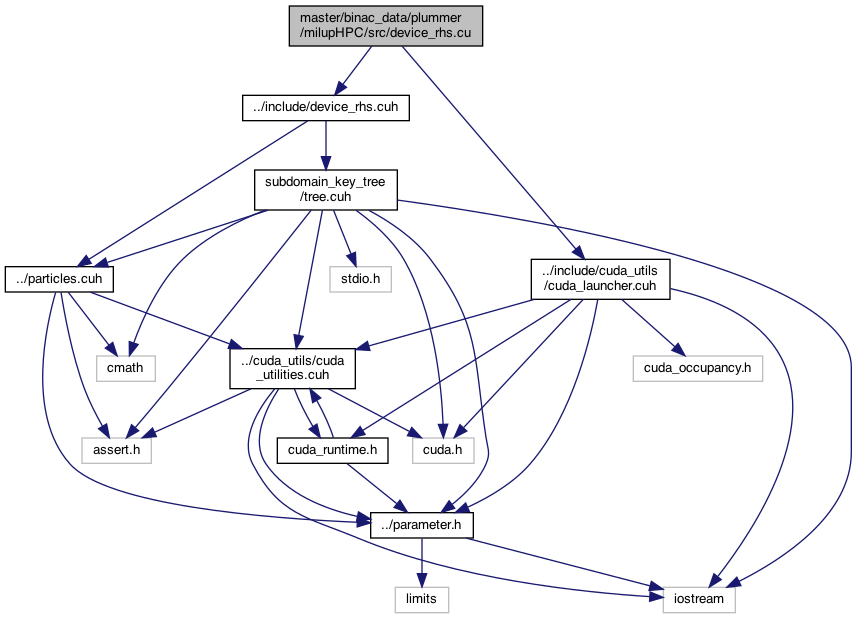 master/binac_data/plummer
/milupHPC/src/device_rhs.cu
../include/device_rhs.cuh
subdomain_key_tree
/tree.cuh
../particles.cuh
stdio.h
../include/cuda_utils
/cuda_launcher.cuh
cmath
../cuda_utils/cuda
_utilities.cuh
cuda_occupancy.h
assert.h
cuda_runtime.h
cuda.h
../parameter.h
limits
iostream